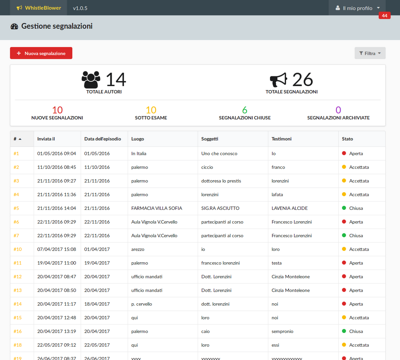 WhistleBlower v1.0.5 Il mio profilo
44
Gestione segnalazioni
Nuova segnalazione Filtra
14 26
TOTALE AUTORI TOTALE SEGNALAZIONI
10 10 6 0
NUOVE SEGNALAZIONI SOTTO ESAME SEGNALAZIONI CHIUSE SEGNALAZIONI ARCHIVIATE
# Inviata il Data dell'episodio Luogo Soggetti Testimoni Stato
#1 01/05/2016 09:04 01/05/2016 In Italia Uno che conosco Io Aperta
#2 11/10/2016 08:45 11/10/2016 palermo ciccio franco Accettata
#3 21/11/2016 09:27 21/11/2016 palermo dottoressa lo presti lorenzini Accettata
#4 21/11/2016 11:36 21/11/2016 palermo lorenzini lafata Accettata
#5 21/11/2016 14:04 21/11/2016 FARMACIA VILLA SOFIA SIG.RA ASCIUTTO LAVENIA ALCIDE Chiusa
#6 22/11/2016 09:29 22/11/2016 Aula Vignola V.Cervello partecipanti al corso Francesco Lorenzini Aperta
#7 22/11/2016 09:29 22/11/2016 Aula Vignola V.Cervello partecipanti al corso Francesco Lorenzini Chiusa
#10 07/04/2017 15:08 01/04/2017 arezzo io loro Accettata
#11 19/04/2017 11:00 19/04/2017 palermo francesco lorenzini testa Aperta
#12 20/04/2017 08:47 20/04/2017 ufficio mandati Dott. Lorenzini Cinzia Monteleone Aperta
#13 20/04/2017 08:50 20/04/2017 ufficio mandati Dott. Lorenzini Cinzia Monteleone Aperta
#14 20/04/2017 11:17 18/04/2017 p. cervello dott. lorenzini noi Aperta
#15 20/04/2017 12:48 20/04/2017 qui loro noi Accettata
#16 20/04/2017 13:19 20/04/2017 palermo caio sempronio Chiusa
#18 22/05/2017 09:12 22/05/2017 qui loro essi Accettata